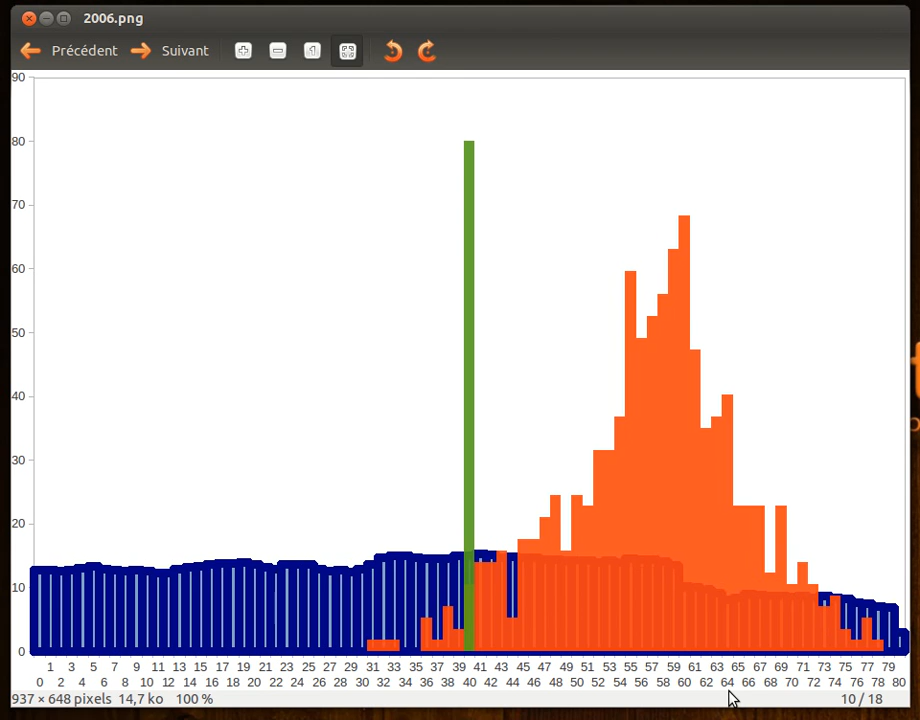 2006.png
Précédent Suivant
90
80
70
60
50
40
30
20
10
0
1 3 5 7 9 11 13 15 17 19 21 23 25 27 29 31 33 35 37 39 41 43 45 47 49 51 53 55 57 59 61 63 65 67 69 71 73 75 77 79
0 2 4 6 8 10 12 14 16 18 20 22 24 26 28 30 32 34 36 38 40 42 44 46 48 50 52 54 56 58 60 62 64 66 68 70 72 74 76 78 80
937 × 648 pixels 14,7 ko 100 % 10 / 18